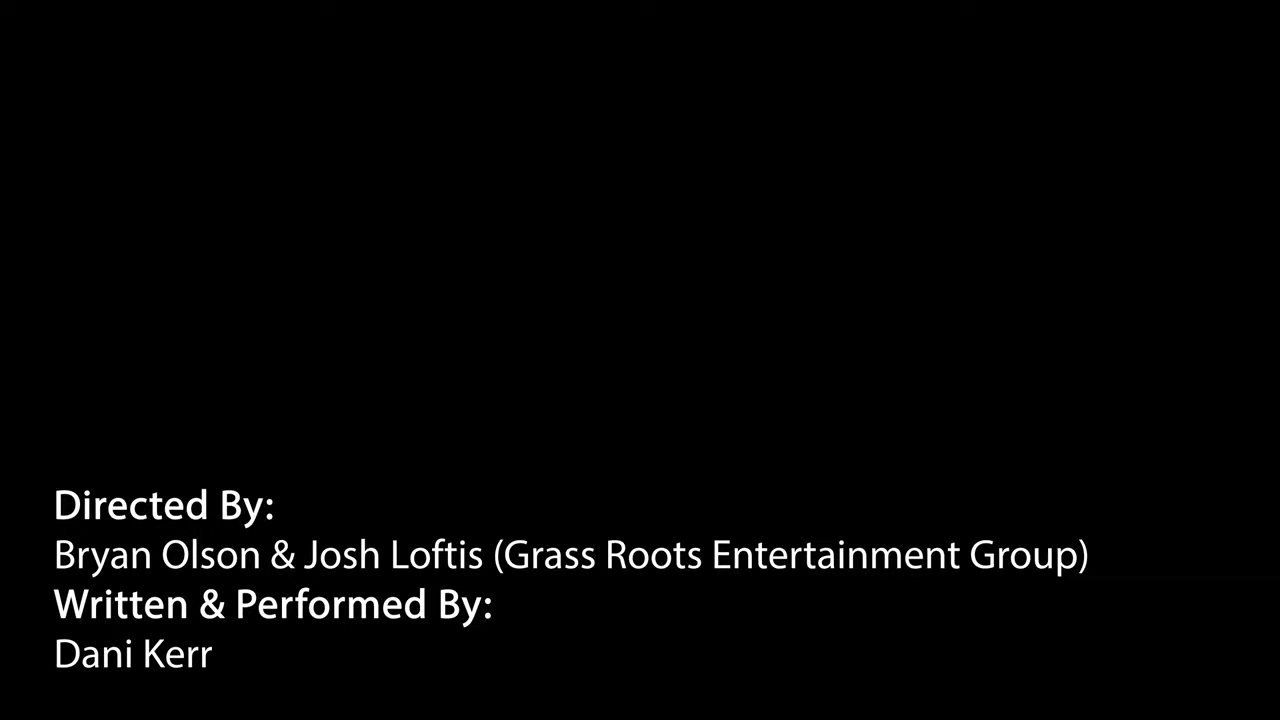 Directed By:
Bryan Olson & Josh Loftis (Grass Roots Entertainment Group)
Written & Performed By:
Dani Kerr